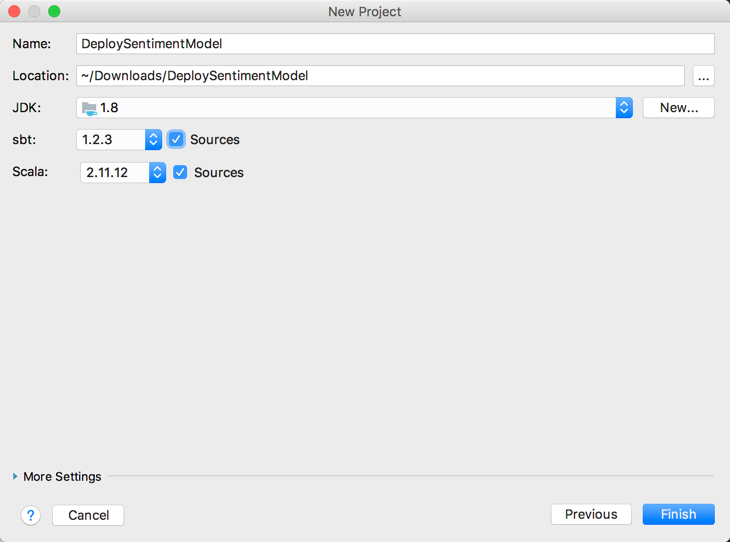 New Project
Name: DeploySentimentModel
Location: ~/Downloads/DeploySentimentModel ...
JDK: 1.8 New...
sbt: 1.2.3 Sources
Scala: 2.11.12 Sources
More Settings
? Cancel Previous Finish